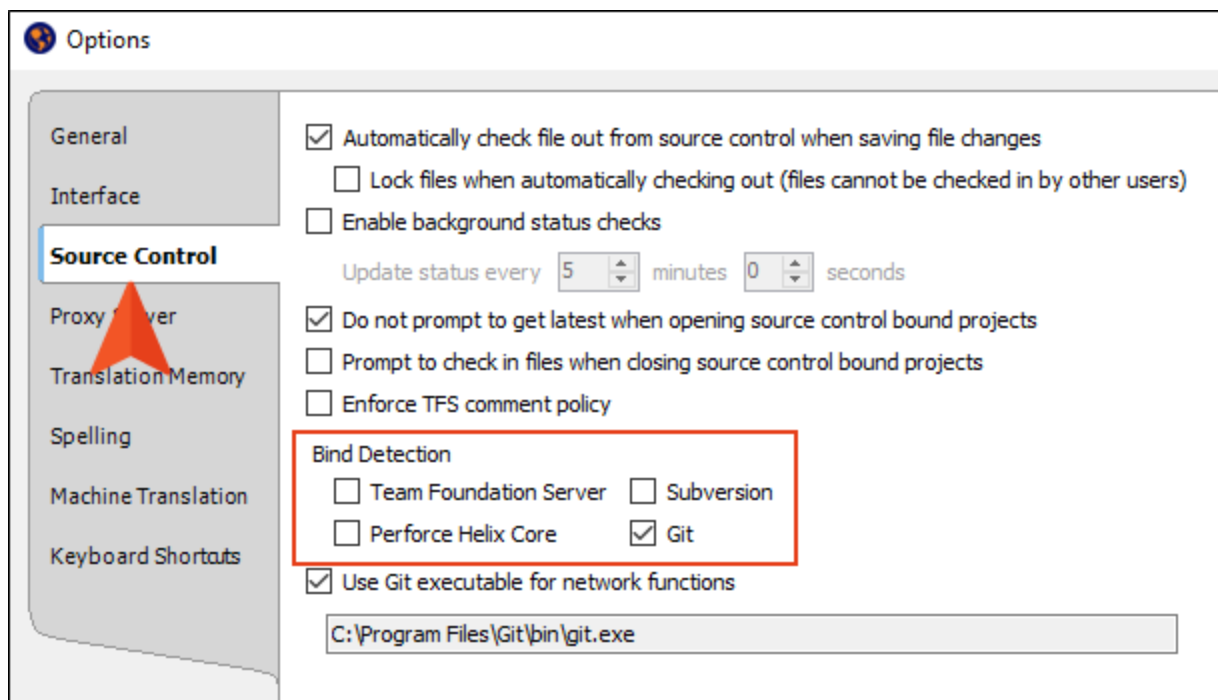 Options
General
Interface
Source Control
Proxy Server
Translation Memory
Spelling
Machine Translation
Keyboard Shortcuts
Automatically check file out from source control when saving file changes
Lock files when automatically checking out (files cannot be checked in by other users)
Enable background status checks
Update status every 5 minutes 0 seconds
Do not prompt to get latest when opening source control bound projects
Prompt to check in files when closing source control bound projects
Enforce TFS comment policy
Bind Detection
Team Foundation Server Subversion
Perforce Helix Core Git
Use Git executable for network functions
C:\Program Files\Git\bin\git.exe